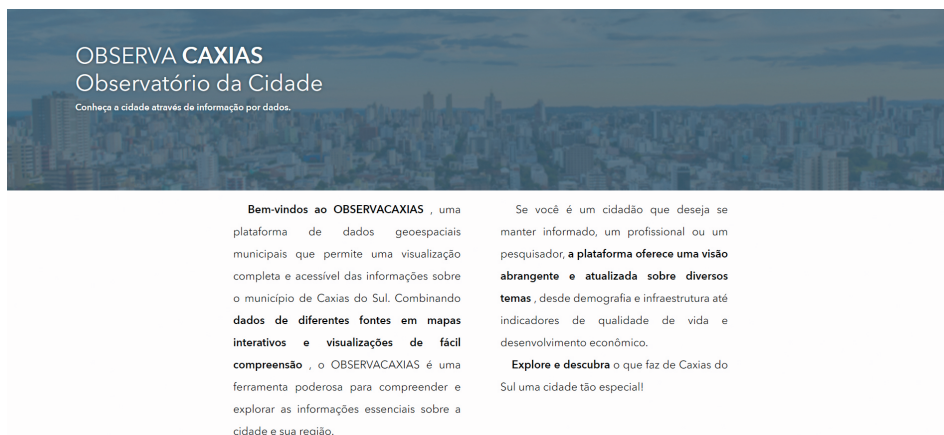 OBSERVA CAXIAS
Observatório da Cidade
Conheça a cidade através de informação por dados.
Bem-vindos ao OBSERVACAXIAS , uma
plataforma de dados geoespaciais
municipais que permite uma visualização
completa e acessível das informações sobre
o município de Caxias do Sul. Combinando
dados de diferentes fontes em mapas
interativos e visualizações de fácil
compreensão , o OBSERVACAXIAS é uma
ferramenta poderosa para compreender e
explorar as informações essenciais sobre a
cidade e sua região.
Se você é um cidadão que deseja se
manter informado, um profissional ou um
pesquisador, a plataforma oferece uma visão
abrangente e atualizada sobre diversos
temas , desde demografia e infraestrutura até
indicadores de qualidade de vida e
desenvolvimento econômico.
Explore e descubra o que faz de Caxias do
Sul uma cidade tão especial!